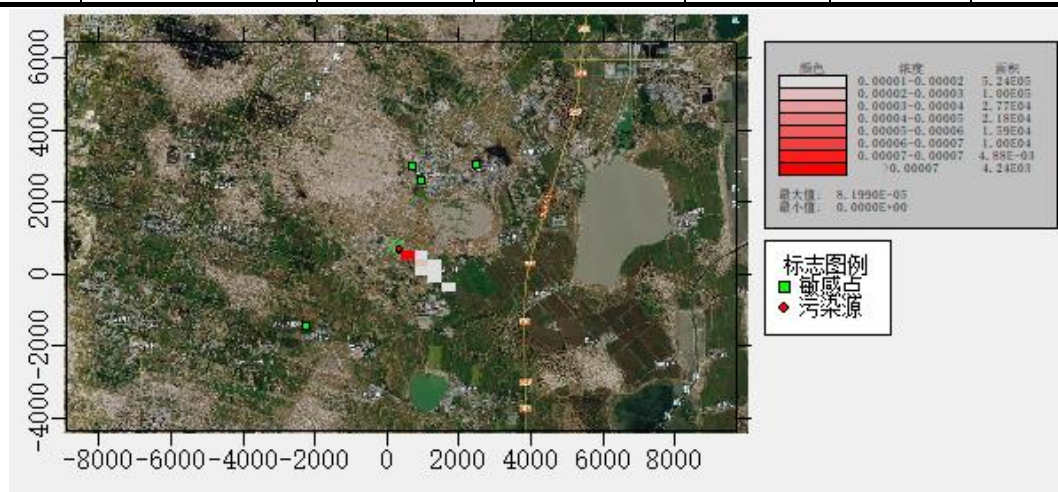 6000
4000
2000
0
-2000
-4000
-8000 -6000 -4000 -2000 0 2000 4000 6000 8000
颜色 浓度 面积
0.00001-0.00002 5.24E05
0.00002-0.00003 1.00E05
0.00003-0.00004 2.77E04
0.00004-0.00005 2.18E04
0.00005-0.00006 1.59E04
0.00006-0.00007 1.00E04
0.00007-0.00007 4.88E-03
>0.00007 4.24E03
最大值: 8.1990E-05
最小值: 0.0000E+00
标志图例
敏感点
污染源